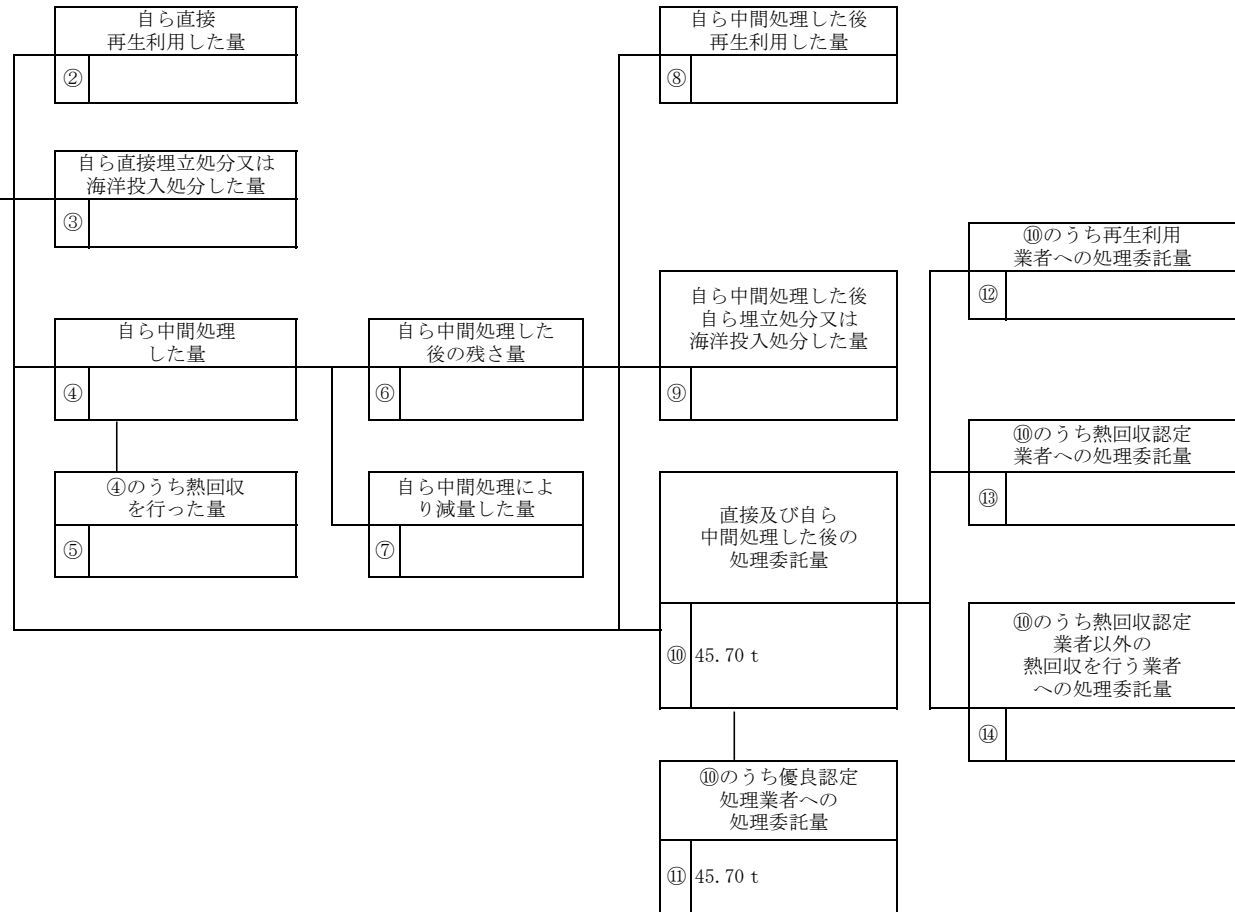 自ら直接
再生利用した量
②
自ら中間処理した後
再生利用した量
⑧
自ら直接埋立処分又は
海洋投入処分した量
③
⑩のうち再生利用
業者への処理委託量
⑫
自ら中間処理
した量
④
自ら中間処理した
後の残さ量
⑥
自ら中間処理した後
自ら埋立処分又は
海洋投入処分した量
⑨
⑩のうち熱回収認定
業者への処理委託量
⑬
④のうち熱回収
を行った量
⑤
自ら中間処理によ
り減量した量
⑦
直接及び自ら
中間処理した後の
処理委託量
⑩ 45.70 t
⑩のうち熱回収認定
業者以外の
熱回収を行う業者
への処理委託量
⑭
⑩のうち優良認定
処理業者への
処理委託量
⑪ 45.70 t